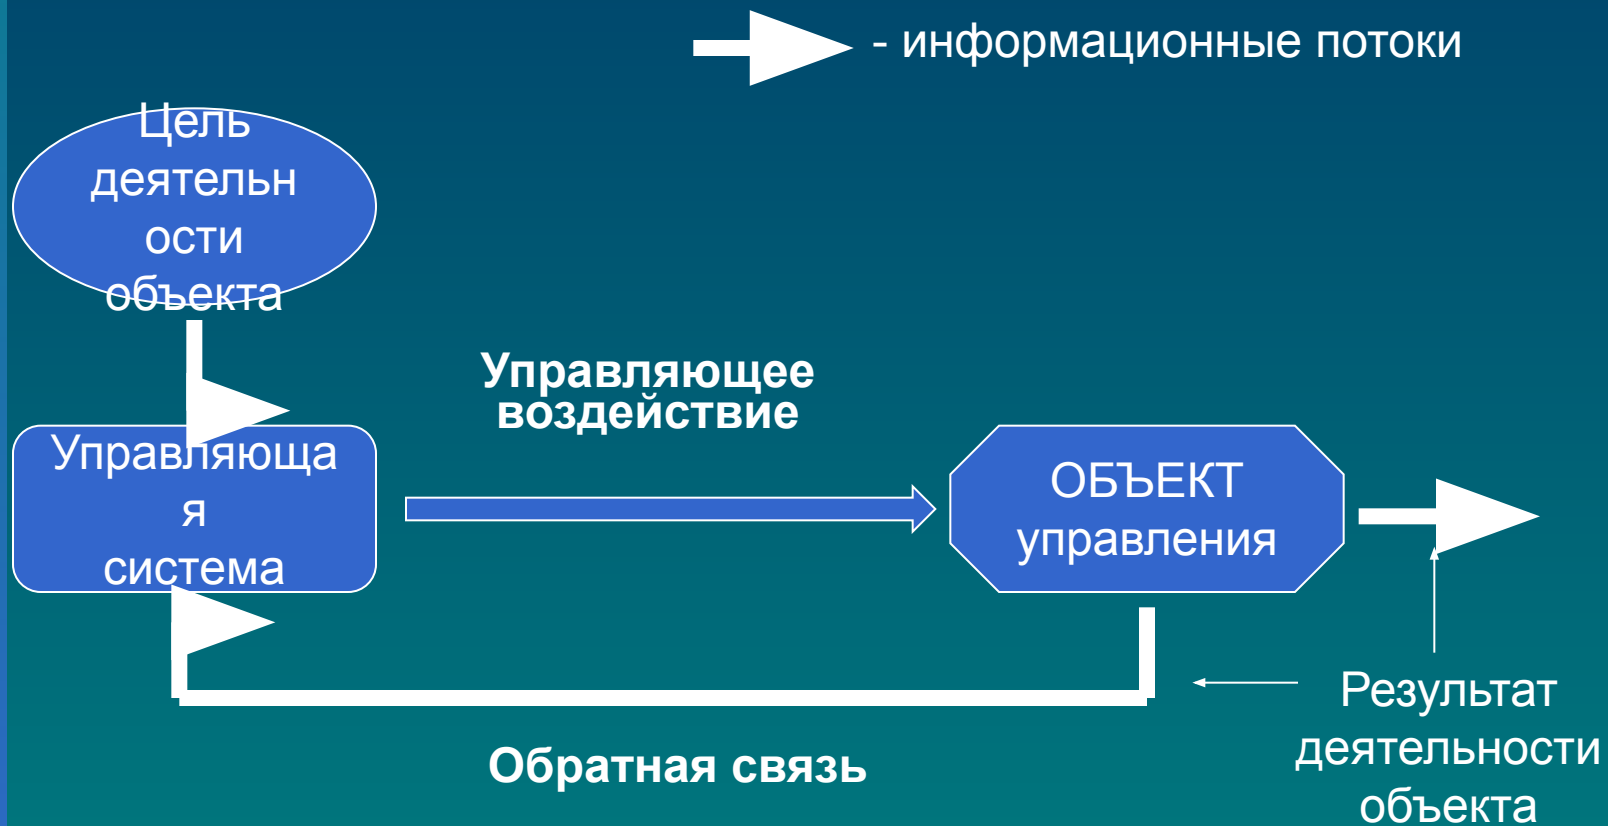 - информационные потоки
Цель
деятельн
ости
объекта
Управляющее
воздействие
Управляюща
я
система
ОБЪЕКТ
управления
Результат
деятельности
объекта
Обратная связь